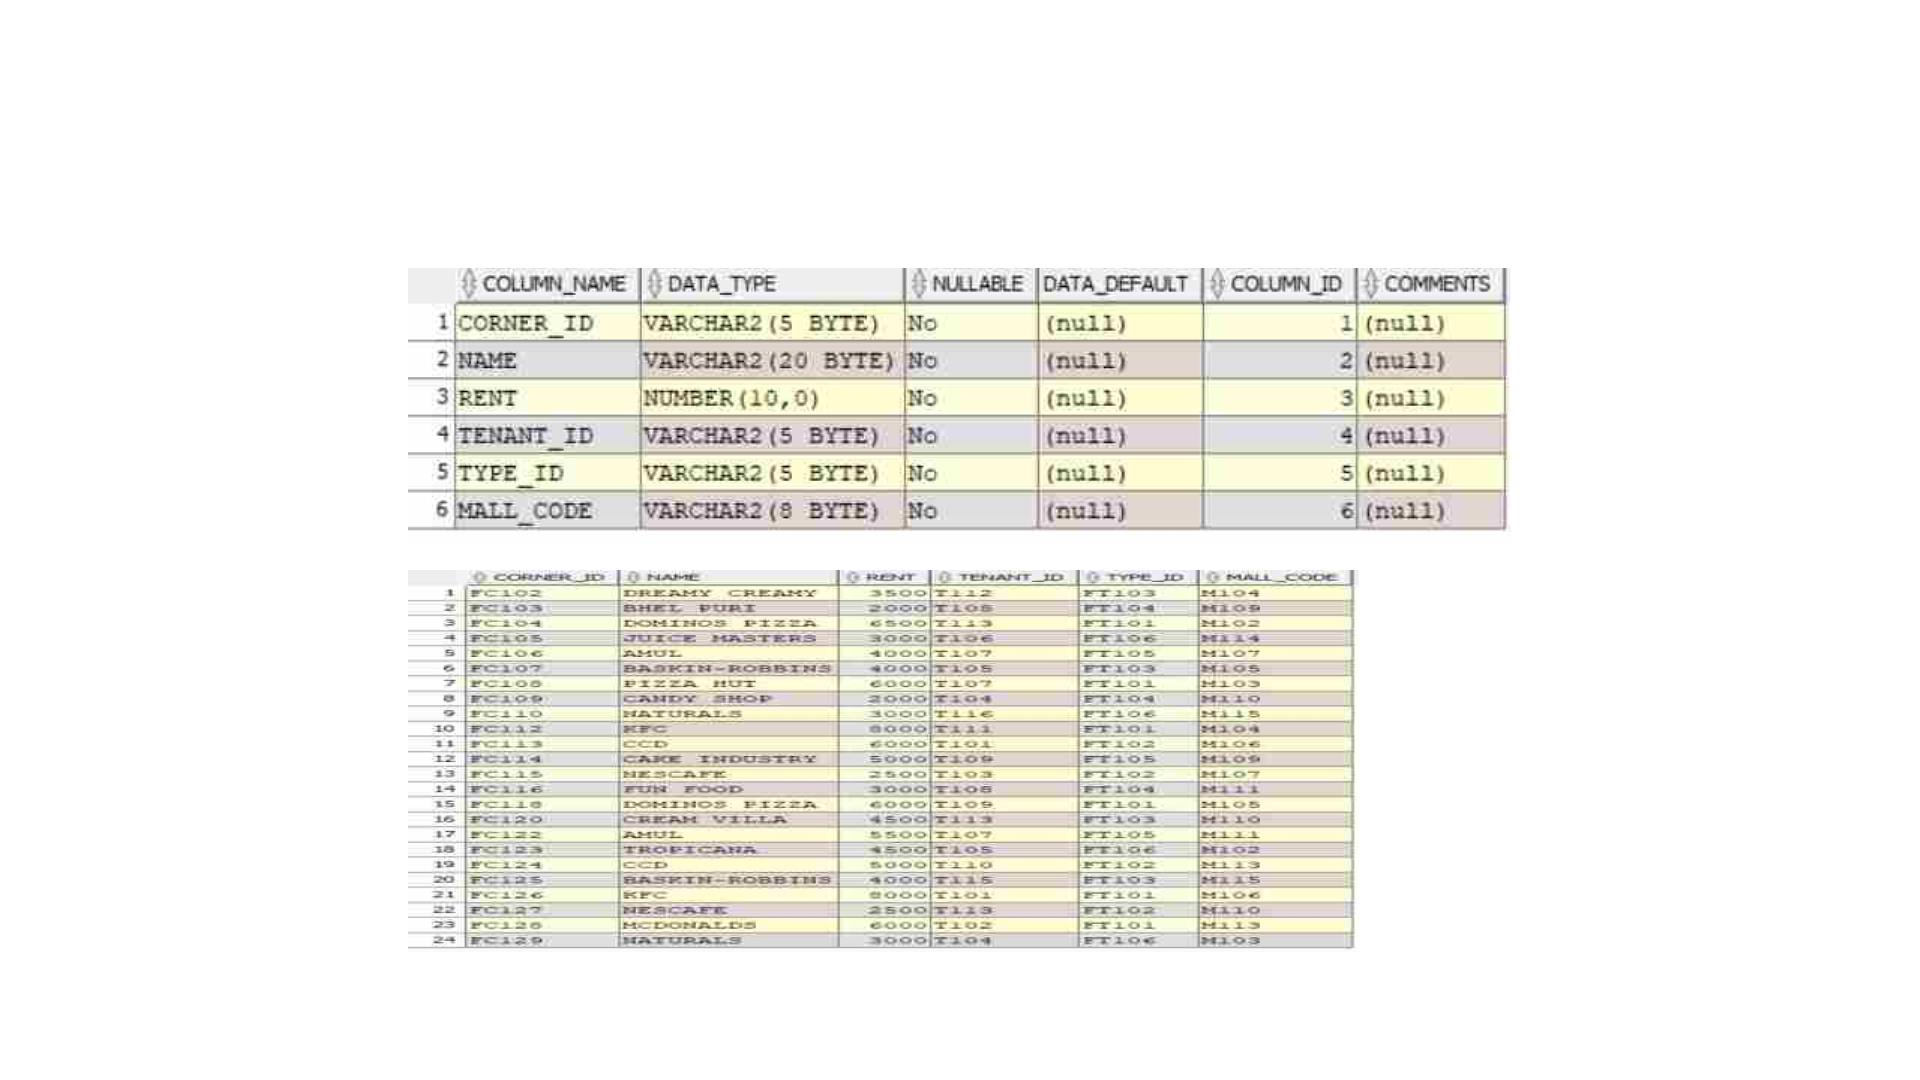 COLUMN_NAME DATA_TYPE NULLABLE DATA_DEFAULT COLUMN_ID COMMENTS
1 CORNER_ID VARCHAR2(5 BYTE) No (null) 1 (null)
2 NAME VARCHAR2(20 BYTE) No (null) 2 (null)
3 RENT NUMBER(10,0) No (null) 3 (null)
4 TENANT_ID VARCHAR2(5 BYTE) No (null) 4 (null)
5 TYPE_ID VARCHAR2(5 BYTE) No (null) 5 (null)
6 MALL_CODE VARCHAR2(8 BYTE) No (null) 6 (null)
CORNER_ID NAME RENT TENANT_ID TYPE_ID MALL_CODE
1 FC102 DREAMY CREAMY 3500 T112 FT103 M104
2 FC103 BHEL PURI 2000 FT104 M109
3 FC104 DOMINOS PIZZA 6500 T113 FT101 M102
4 FC105 JUICE MASTERS 3000 T106 FT106 M114
5 FC106 AMUL 4000 T107 FT105 M107
6 FC107 BASKIN-ROBBINS 4000 T105 FT103 M105
7 FC108 PIZZA HUT 6000 T107 FT101 M103
8 FC109 CANDY SHOP 2000 T104 FT104 M110
9 FC110 NATURALS 3000 T116 FT106 M115
10 FC112 KFC 8000 T111 FT101 M104
11 FC113 CCD 6000 T101 FT102 M106
12 FC114 CAKE INDUSTRY 5000 T109 FT105 M109
13 FC115 NESCAFE 2500 T103 FT102 M107
14 FC116 FUN FOOD 3000 T108 FT104 M111
15 FC118 DOMINOS PIZZA 6000 T109 FT101 M105
16 FC120 CREAM VILLA 4500 T113 FT103 M110
17 FC122 AMUL 5500 T107 FT105 M111
18 FC123 TROPICANA 4500 T105 FT106 M102
19 FC124 CCD 5000 T110 FT102 M113
20 FC125 BASKIN-ROBBINS 4000 T115 FT103 M115
21 FC126 KFC 8000 T101 FT101 M106
22 FC127 NESCAFE 2500 T113 FT102 M110
23 FC128 MCDONALDS 6000 T102 FT101 M113
24 FC129 NATURALS 3000 T104 FT106 M103